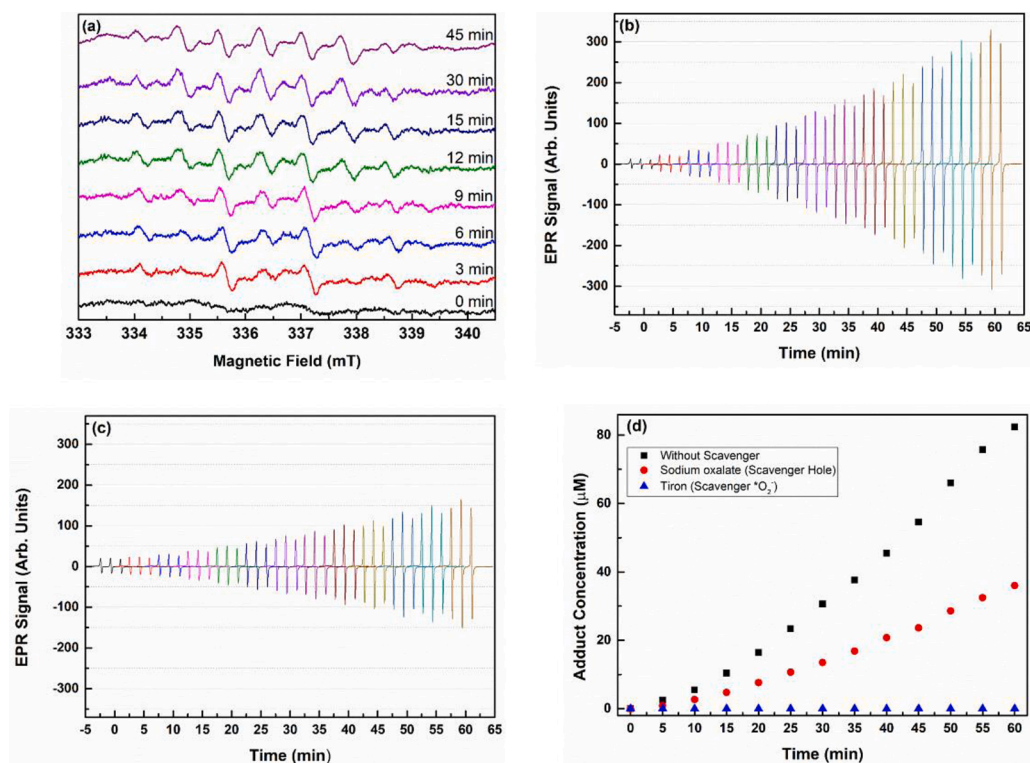 (a)
45 min
30 min
15 min
12 min
9 min
6 min
3 min
0 min
333 334 335 336 337 338 339 340
Magnetic Field (mT)
(b)
EPR Signal (Arb. Units)
300
200
100
0
-100
-200
-300
-5 0 5 10 15 20 25 30 35 40 45 50 55 60 65
Time (min)
(c)
EPR Signal (Arb. Units)
300
200
100
0
-100
-200
-300
-5 0 5 10 15 20 25 30 35 40 45 50 55 60 65
Time (min)
(d)
Adduct Concentration (μM)
80
60
40
20
0
Without Scavenger
Sodium oxalate (Scavenger Hole)
Tiron (Scavenger *O₂⁻)
0 5 10 15 20 25 30 35 40 45 50 55 60
Time (min)